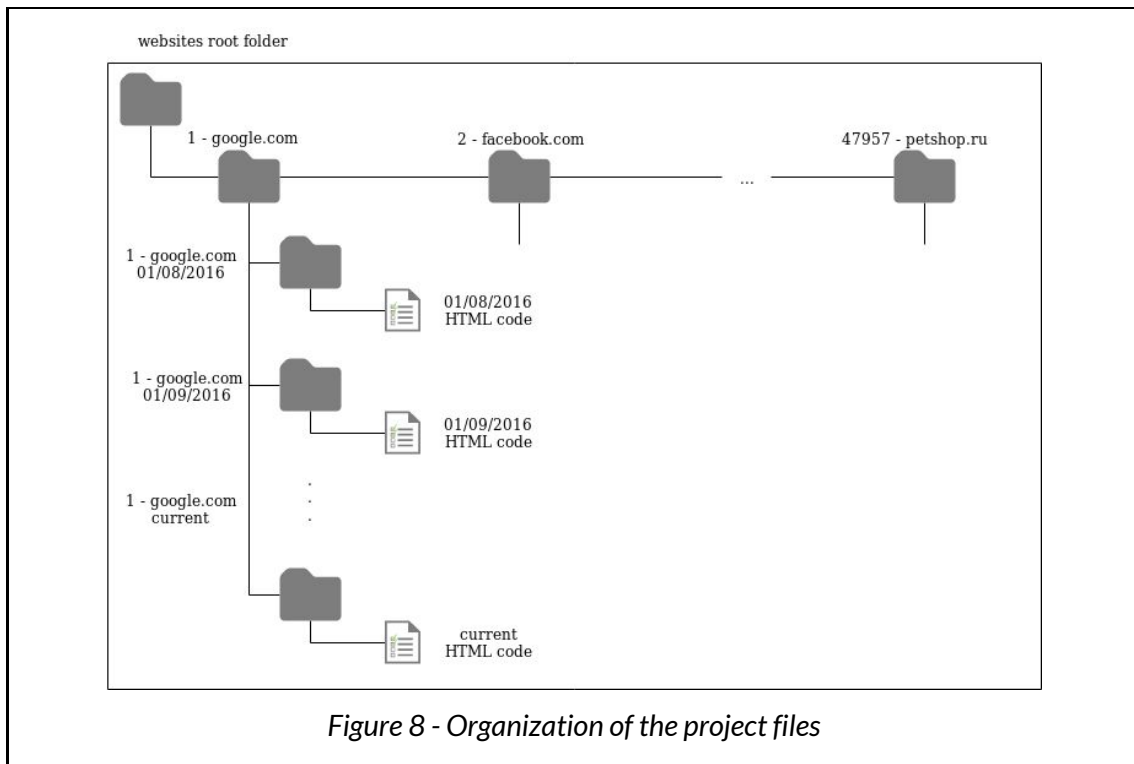 websites root folder
1 - google.com
2 - facebook.com
47957 - petshop.ru
...
1 - google.com
01/08/2016
01/08/2016
HTML code
1 - google.com
01/09/2016
01/09/2016
HTML code
1 - google.com
current
current
HTML code
Figure 8 - Organization of the project files